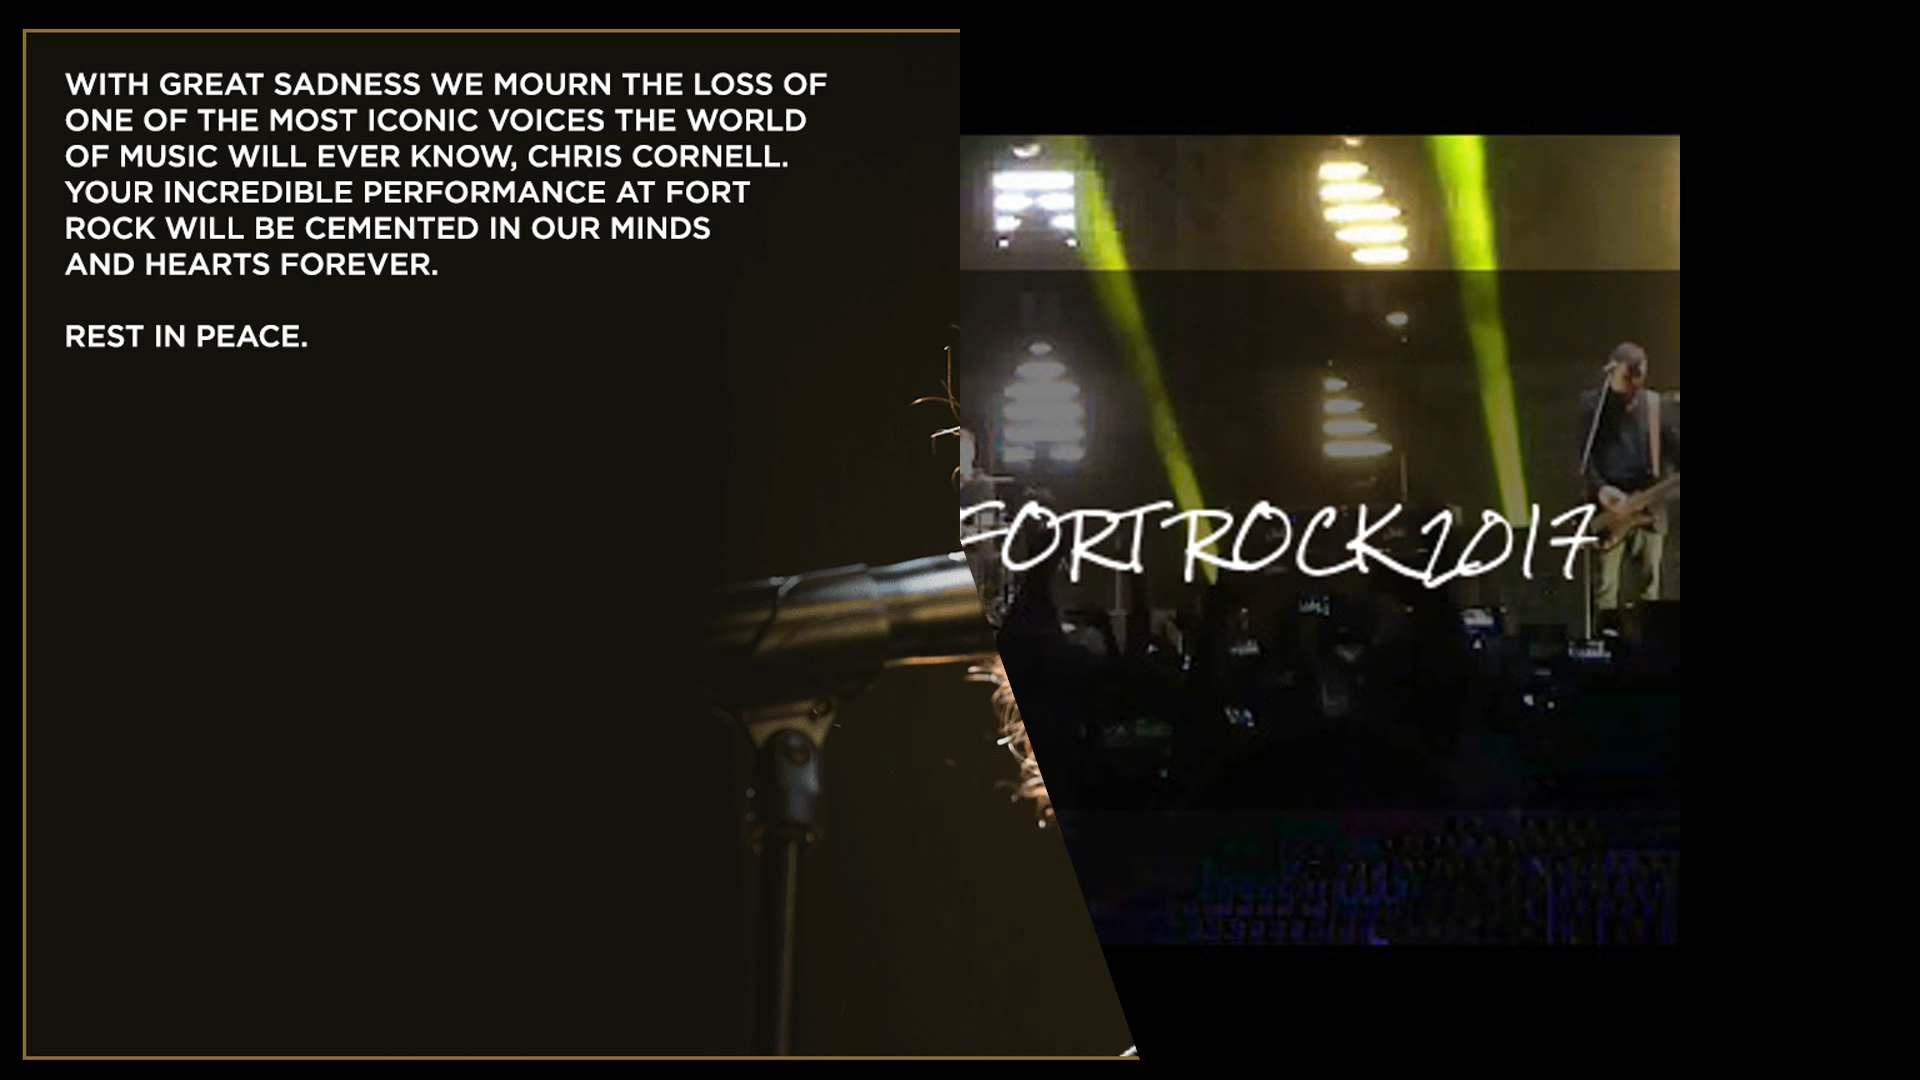 WITH GREAT SADNESS WE MOURN THE LOSS OF
ONE OF THE MOST ICONIC VOICES THE WORLD
OF MUSIC WILL EVER KNOW, CHRIS CORNELL.
YOUR INCREDIBLE PERFORMANCE AT FORT
ROCK WILL BE CEMENTED IN OUR MINDS
AND HEARTS FOREVER.
REST IN PEACE.
FORT ROCK 2017